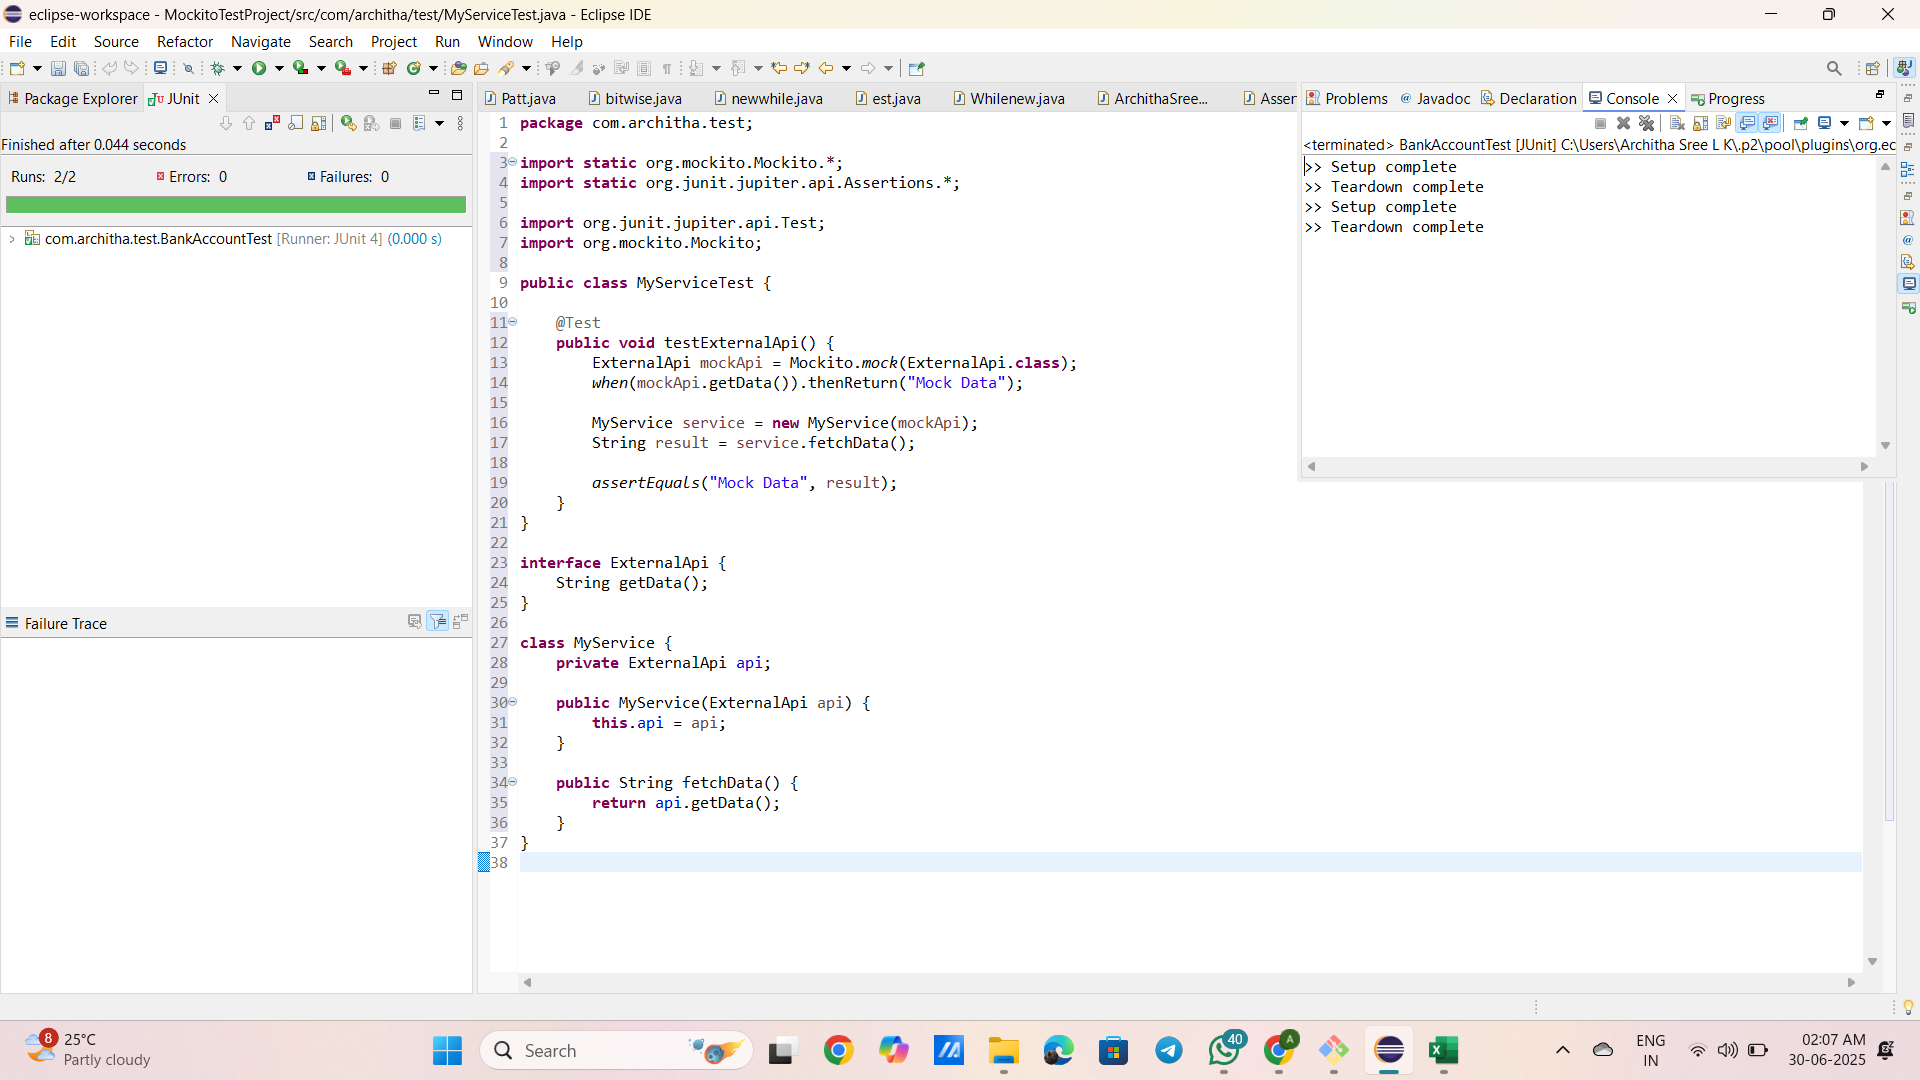 eclipse-workspace - MockitoTestProject/src/com/architha/test/MyServiceTest.java - Eclipse IDE
File Edit Source Refactor Navigate Search Project Run Window Help
Package Explorer JUnit
Finished after 0.044 seconds
Runs: 2/2 Errors: 0 Failures: 0
com.architha.test.BankAccountTest [Runner: JUnit 4] (0.000 s)
Failure Trace
Patt.java bitwise.java newwhile.java est.java Whilenew.java ArchithaSree... Asser
1 package com.architha.test;
2
3 import static org.mockito.Mockito.*;
4 import static org.junit.jupiter.api.Assertions.*;
5
6 import org.junit.jupiter.api.Test;
7 import org.mockito.Mockito;
8
9 public class MyServiceTest {
10
11 @Test
12 public void testExternalApi() {
13 ExternalApi mockApi = Mockito.mock(ExternalApi.class);
14 when(mockApi.getData()).thenReturn("Mock Data");
15
16 MyService service = new MyService(mockApi);
17 String result = service.fetchData();
18
19 assertEquals("Mock Data", result);
20 }
21 }
22
23 interface ExternalApi {
24 String getData();
25 }
26
27 class MyService {
28 private ExternalApi api;
29
30 public MyService(ExternalApi api) {
31 this.api = api;
32 }
33
34 public String fetchData() {
35 return api.getData();
36 }
37 }
38
Problems Javadoc Declaration Console Progress
<terminated> BankAccountTest [JUnit] C:\Users\Architha Sree L K\.p2\pool\plugins\org.ec
>> Setup complete
>> Teardown complete
>> Setup complete
>> Teardown complete
8
25°C
Partly cloudy
Search
40
A
ENG
IN
02:07 AM
30-06-2025